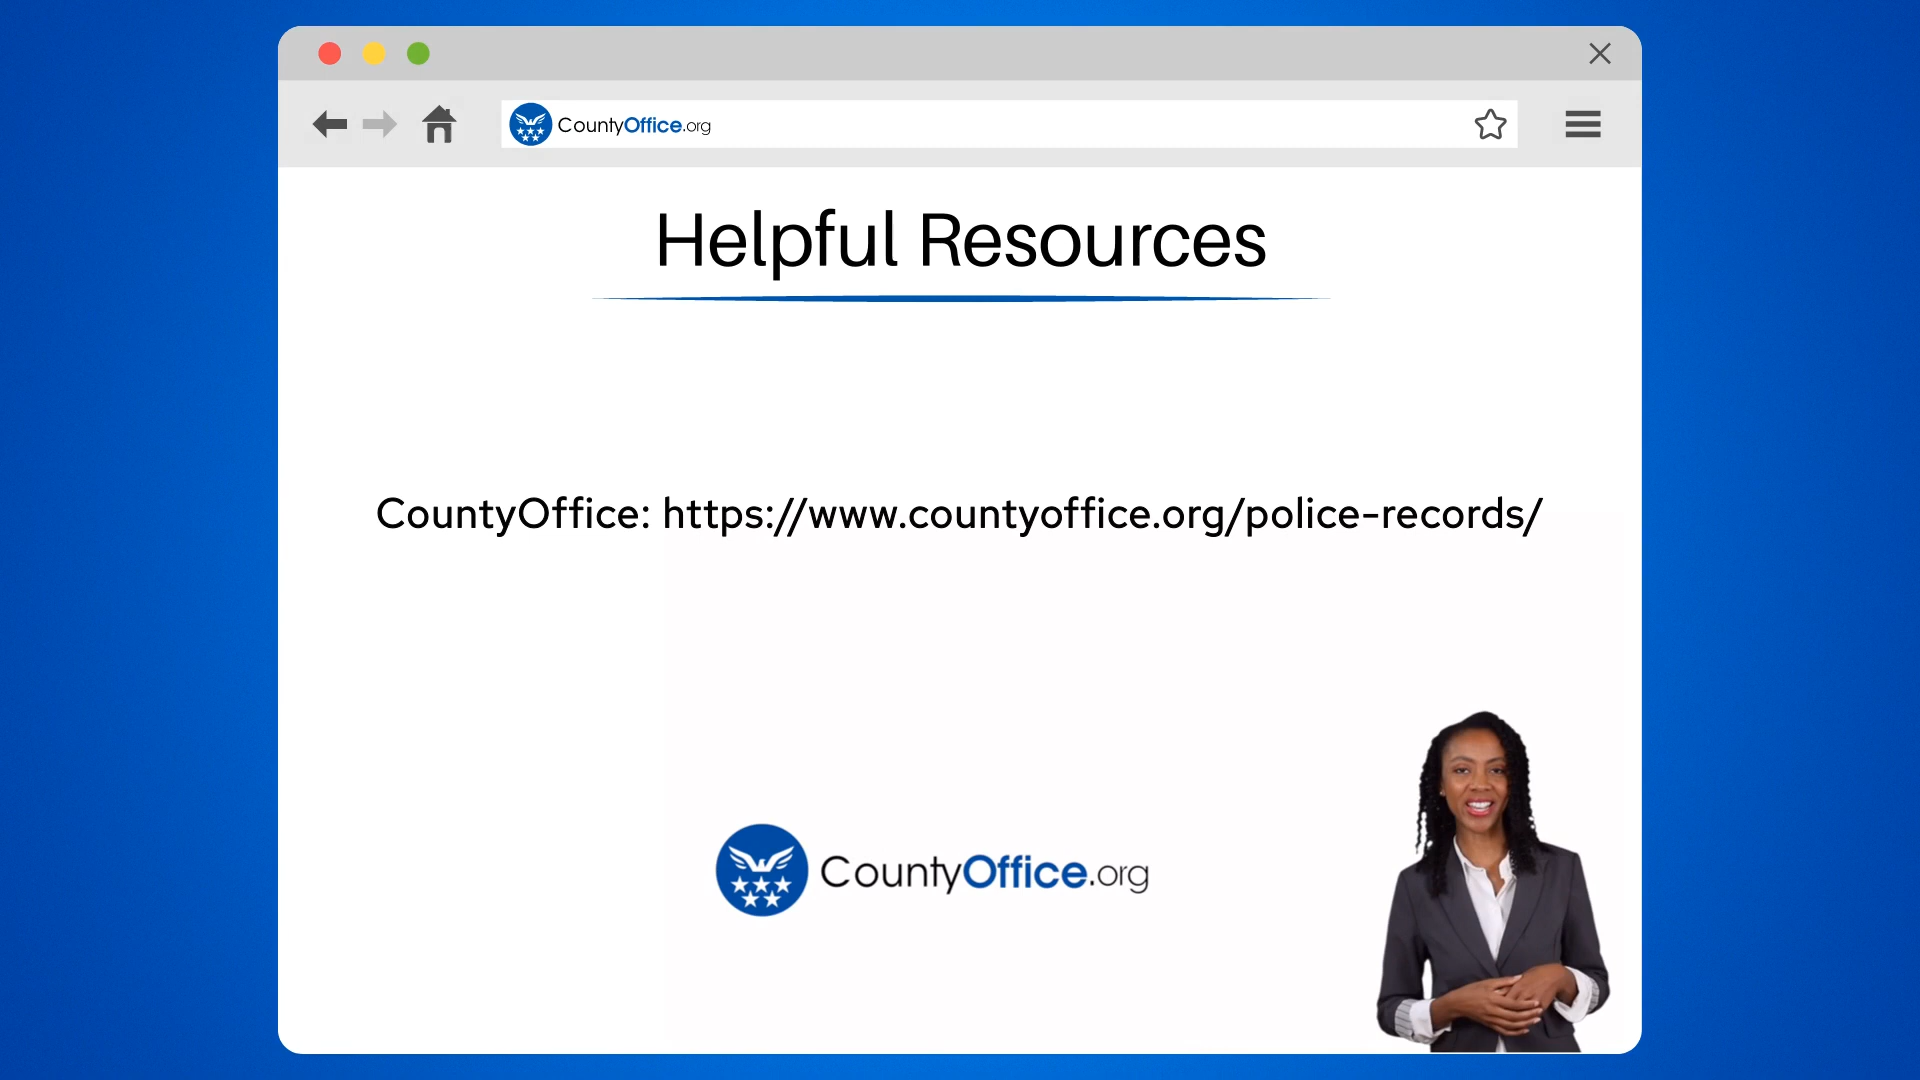 CountyOffice.org
Helpful Resources
CountyOffice: https://www.countyoffice.org/police-records/
CountyOffice.org